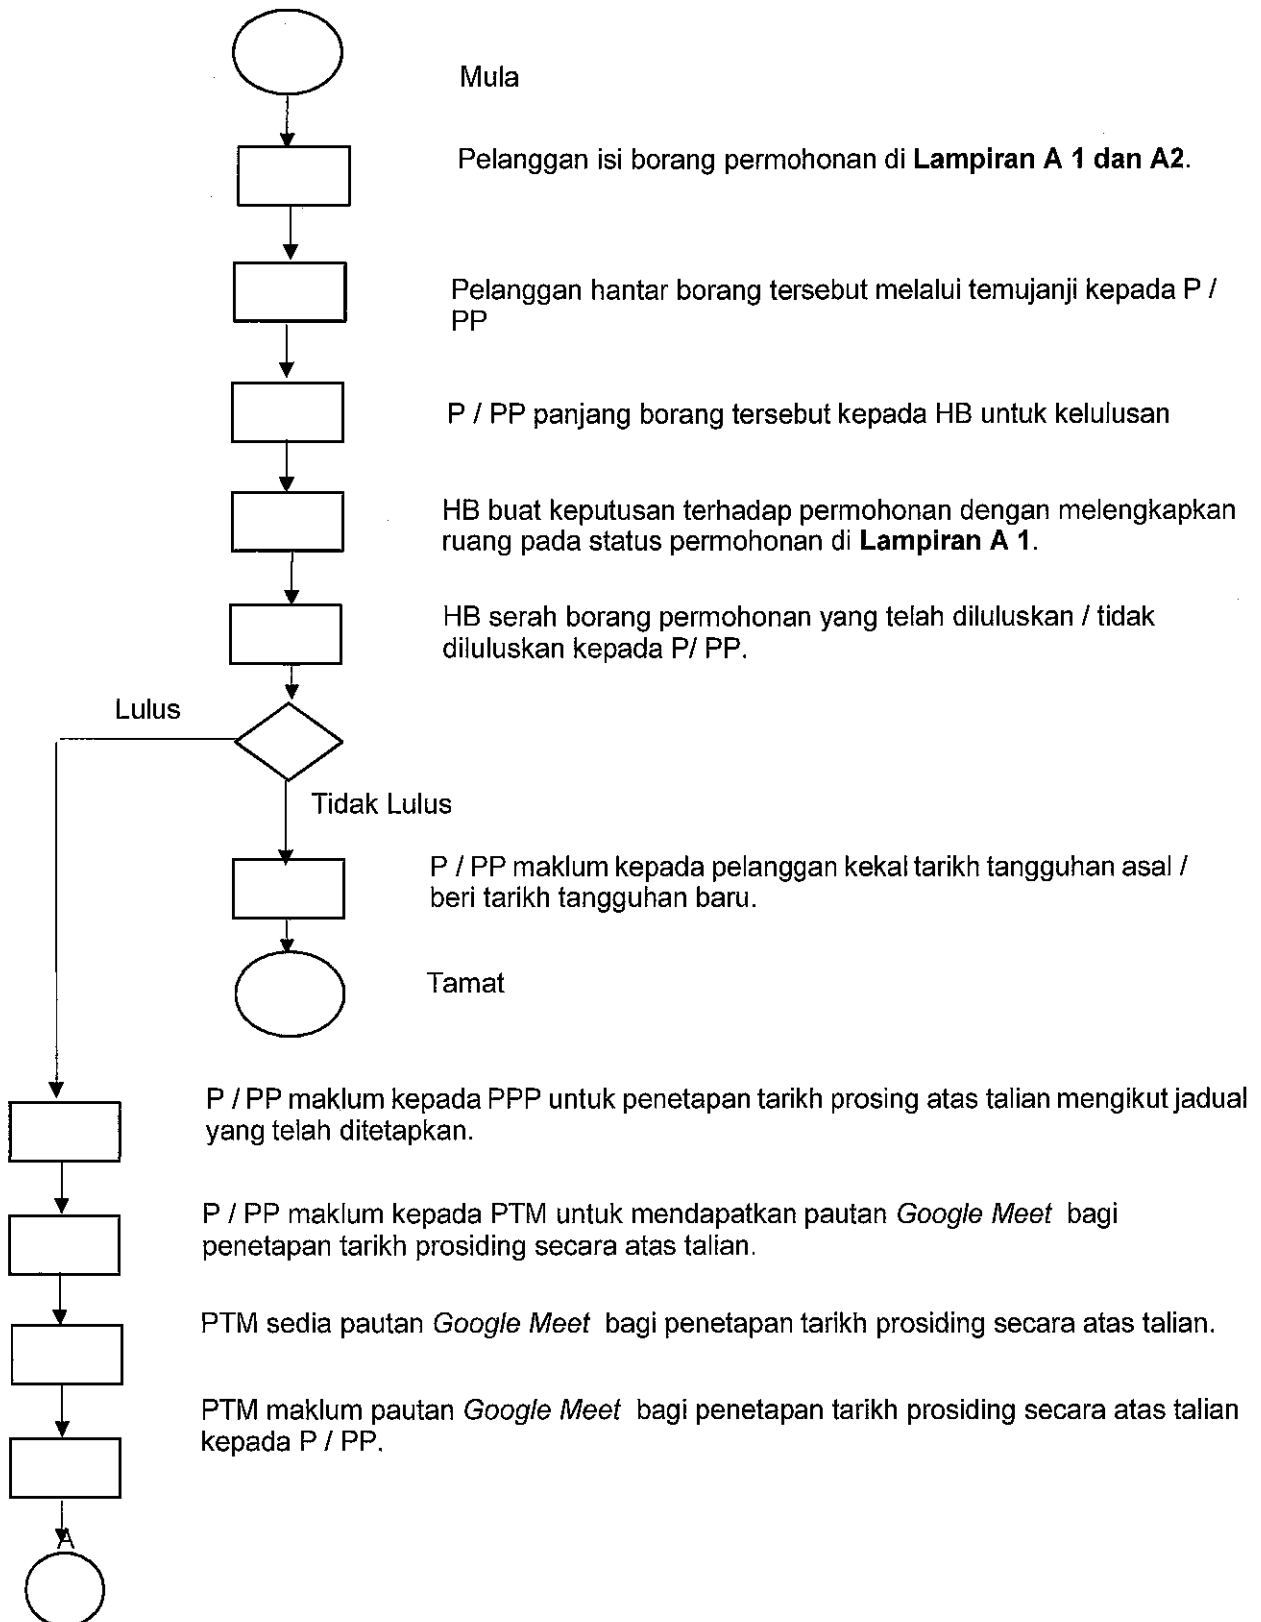 Mula
Pelanggan isi borang permohonan di Lampiran A 1 dan A2.
Pelanggan hantar borang tersebut melalui temujanji kepada P /
PP
P / PP panjang borang tersebut kepada HB untuk kelulusan
HB buat keputusan terhadap permohonan dengan melengkapkan
ruang pada status permohonan di Lampiran A 1.
HB serah borang permohonan yang telah diluluskan / tidak
diluluskan kepada P/ PP.
Lulus
Tidak Lulus
P / PP maklum kepada pelanggan kekal tarikh tangguhan asal /
beri tarikh tangguhan baru.
Tamat
P / PP maklum kepada PPP untuk penetapan tarikh prosing atas talian mengikut jadual
yang telah ditetapkan.
P / PP maklum kepada PTM untuk mendapatkan pautan Google Meet bagi
penetapan tarikh prosiding secara atas talian.
PTM sedia pautan Google Meet bagi penetapan tarikh prosiding secara atas talian.
PTM maklum pautan Google Meet bagi penetapan tarikh prosiding secara atas talian
kepada P / PP.
A